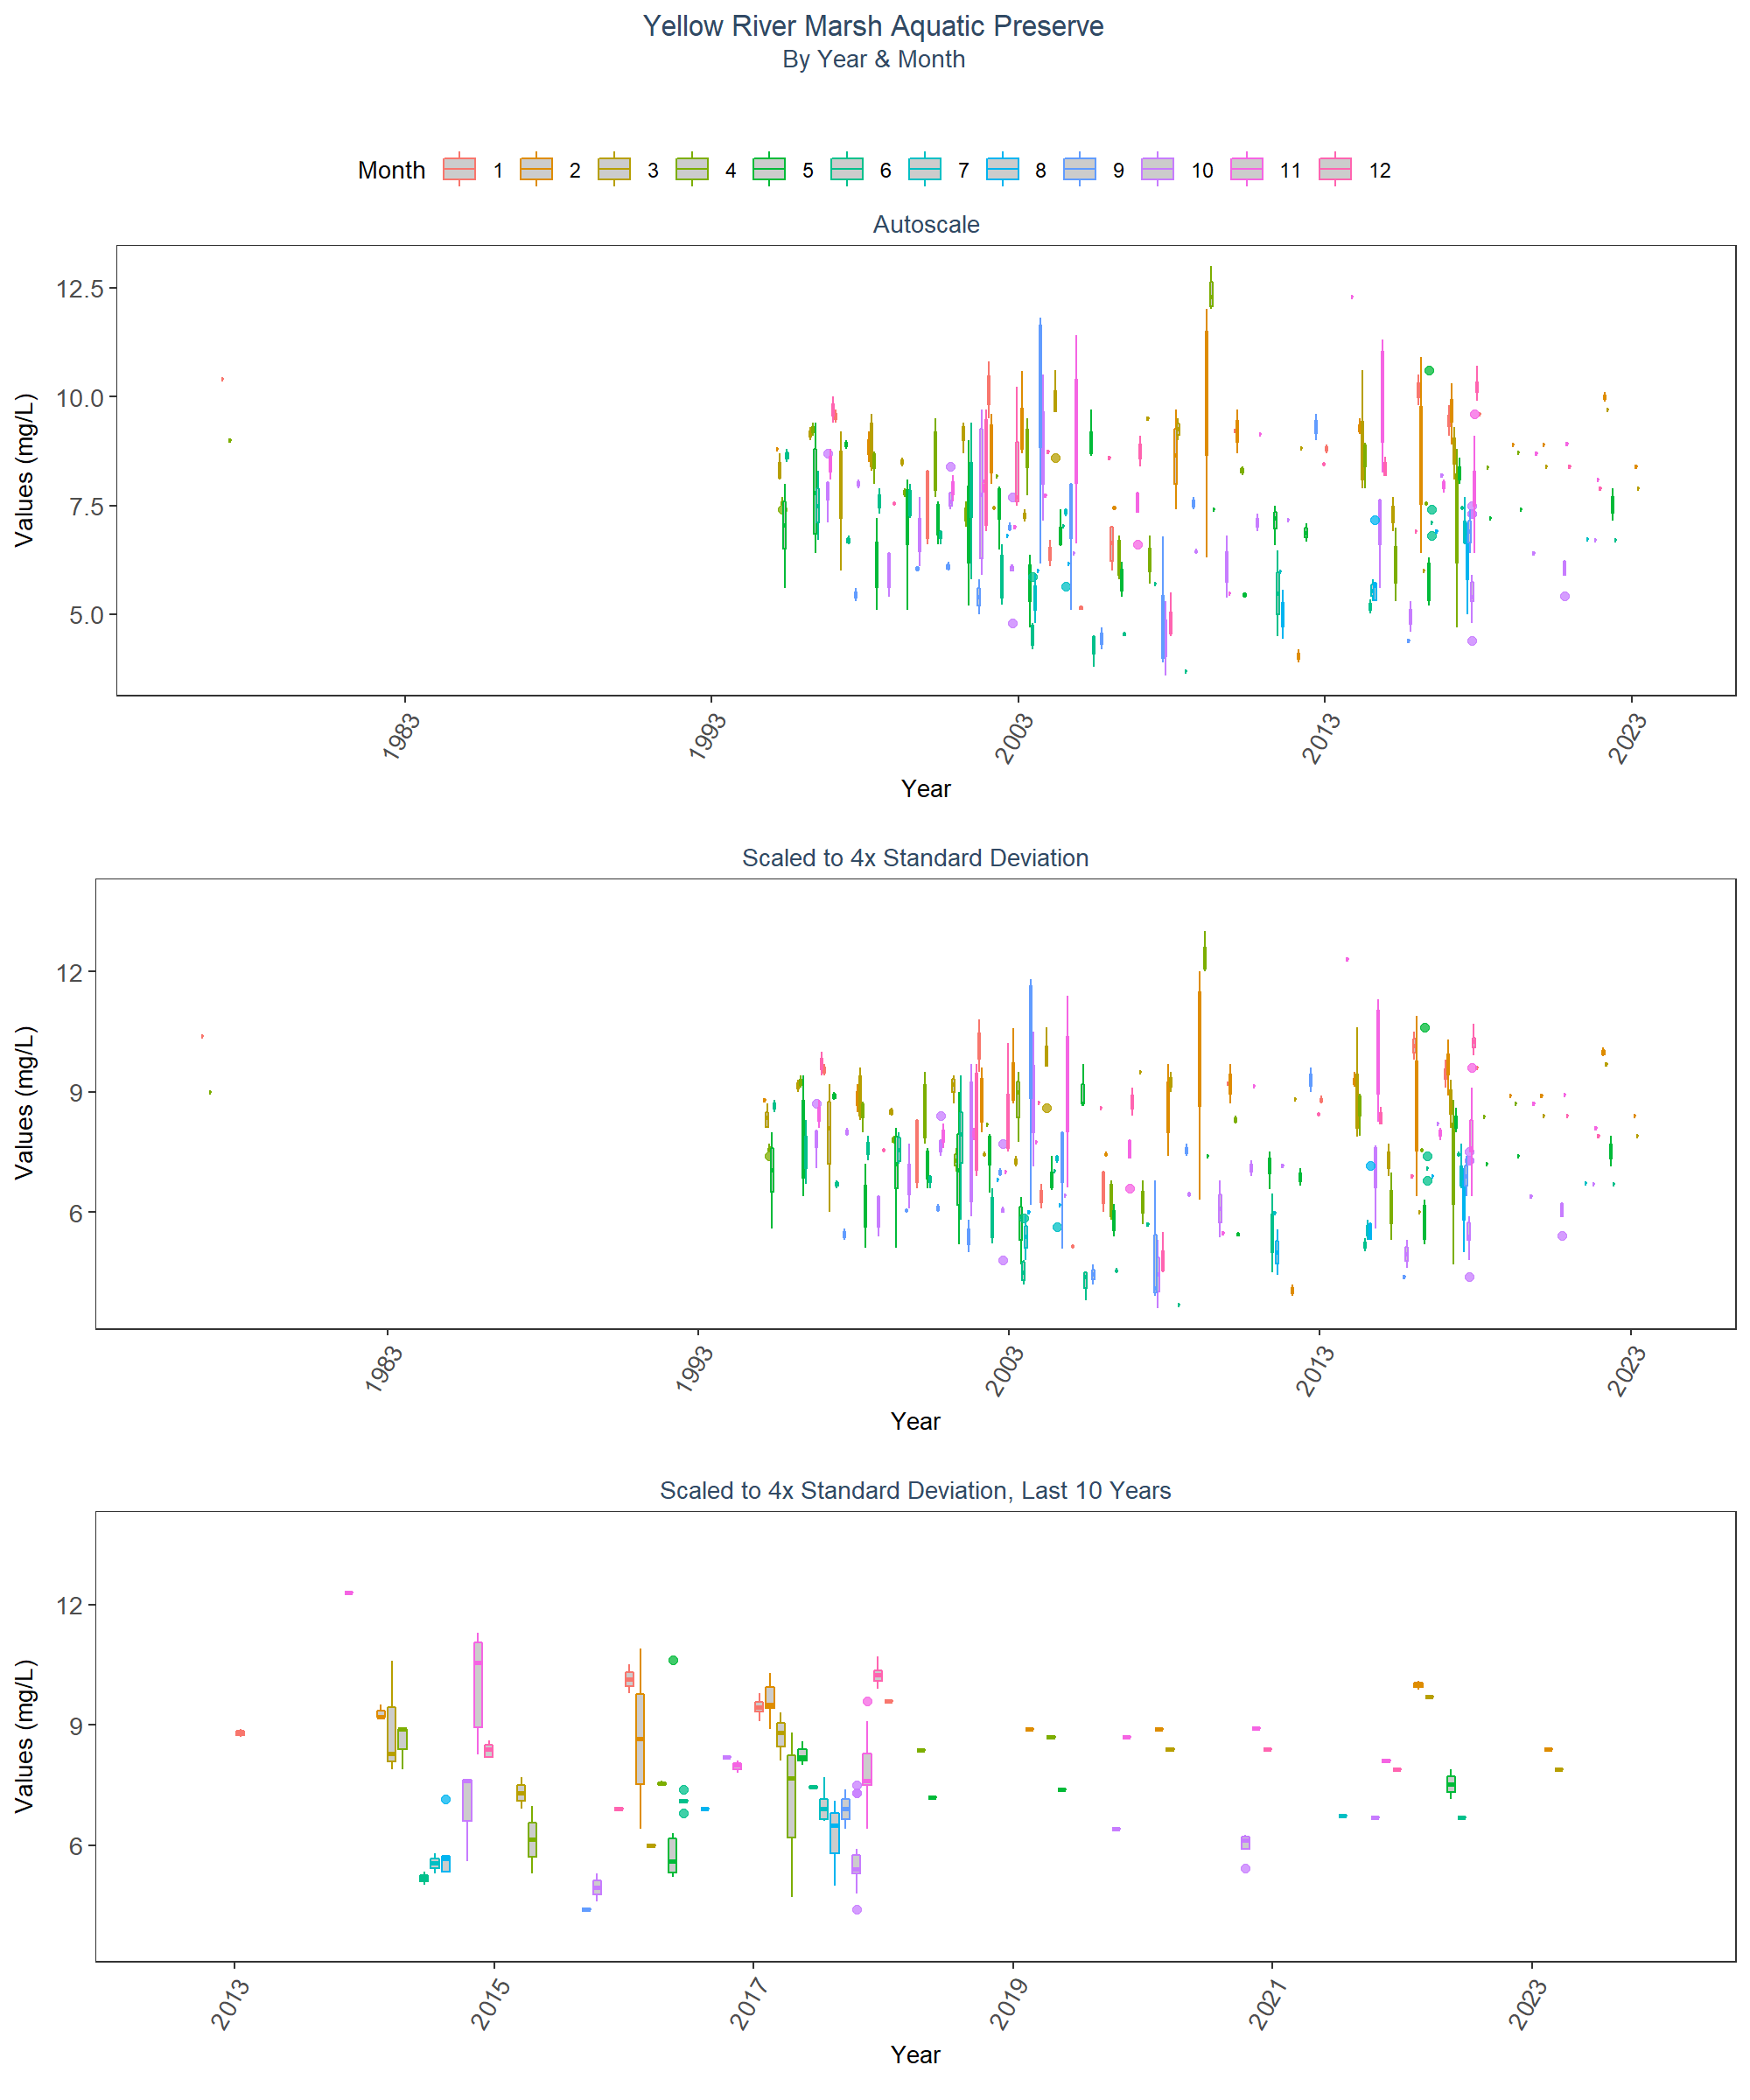 Yellow River Marsh Aquatic Preserve
By Year & Month
Month 1 2 3 4 5 6 7 8 9 10 11 12
Autoscale
Values (mg/L)
12.5
10.0
7.5
5.0
1983 1993 2003 2013 2023
Year
Scaled to 4x Standard Deviation
Values (mg/L)
12
9
6
1983 1993 2003 2013 2023
Year
Scaled to 4x Standard Deviation, Last 10 Years
Values (mg/L)
12
9
6
2013 2015 2017 2019 2021 2023
Year